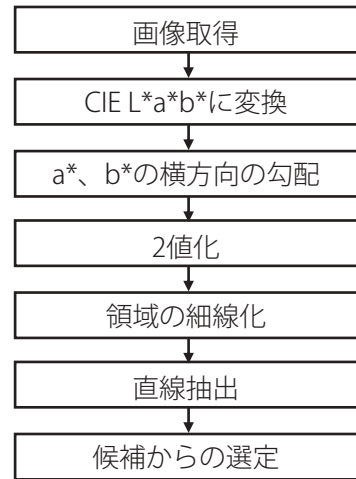 画像取得
CIE L*a*b*に変換
a*、b*の横方向の勾配
2値化
領域の細線化
直線抽出
候補からの選定